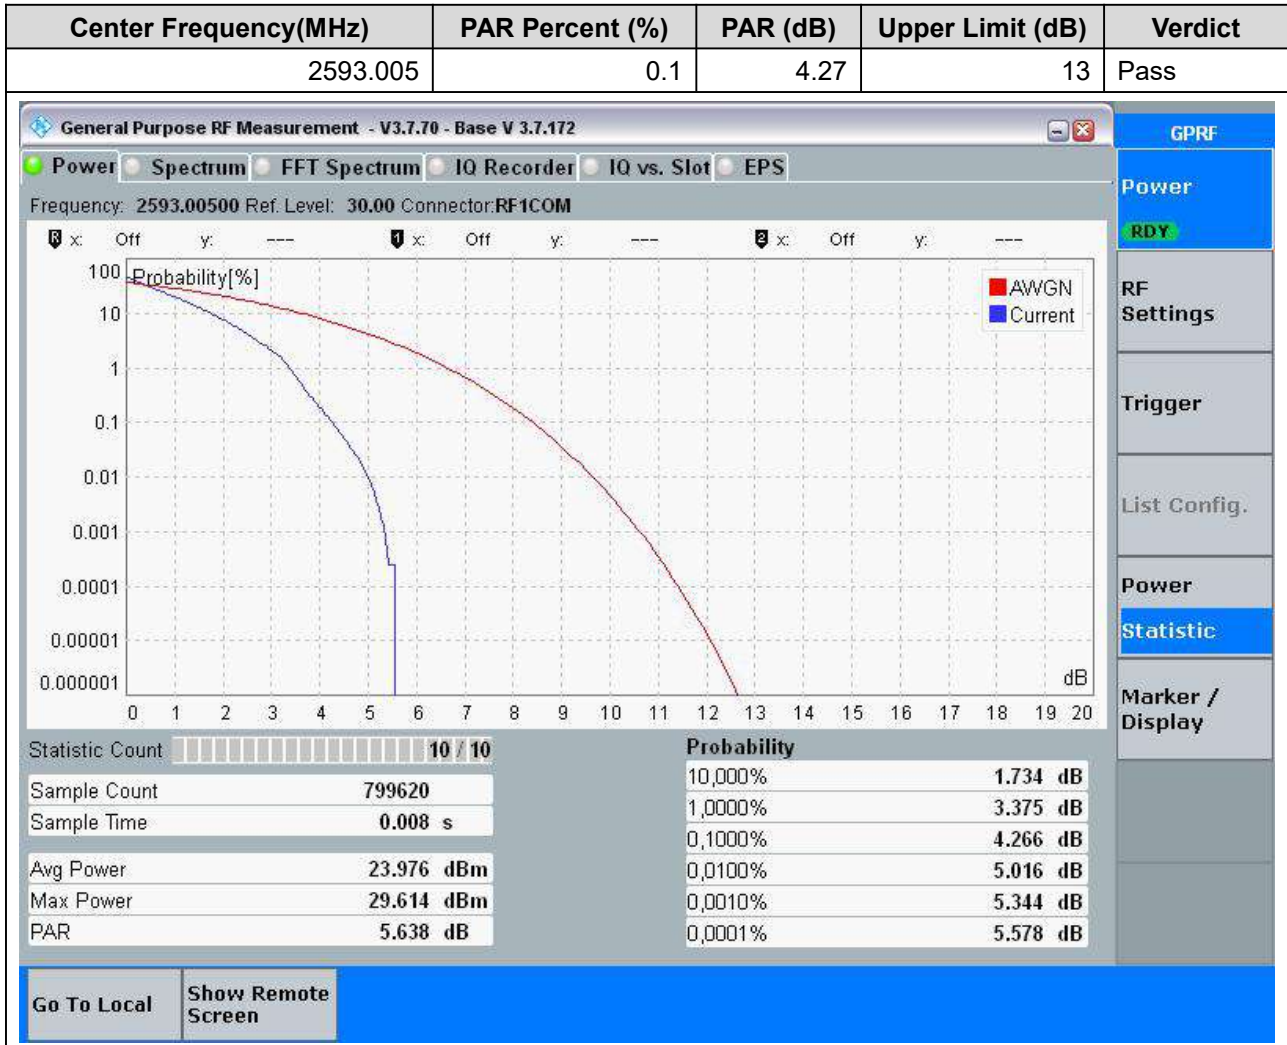 Center Frequency(MHz) PAR Percent (%) PAR (dB) Upper Limit (dB) Verdict
2593.005 0.1 4.27 13 Pass
General Purpose RF Measurement - V3.7.70 - Base V 3.7.172
GPRF
Power Spectrum FFT Spectrum IQ Recorder IQ vs. Slot EPS
Frequency: 2593.00500 Ref. Level: 30.00 Connector:RF1COM
R x: Off y: --- 1 x: Off y: --- 2 x: Off y: ---
Probability[%]
AWGN
Current
100
10
1
0.1
0.01
0.001
0.0001
0.00001
0.000001
dB
0 1 2 3 4 5 6 7 8 9 10 11 12 13 14 15 16 17 18 19 20
Power
RDY
RF
Settings
Trigger
List Config.
Power
Statistic
Marker /
Display
Statistic Count 10 / 10
Sample Count 799620
Sample Time 0.008 s
Avg Power 23.976 dBm
Max Power 29.614 dBm
PAR 5.638 dB
Probability
10,000% 1.734 dB
1,0000% 3.375 dB
0,1000% 4.266 dB
0,0100% 5.016 dB
0,0010% 5.344 dB
0,0001% 5.578 dB
Go To Local
Show Remote
Screen